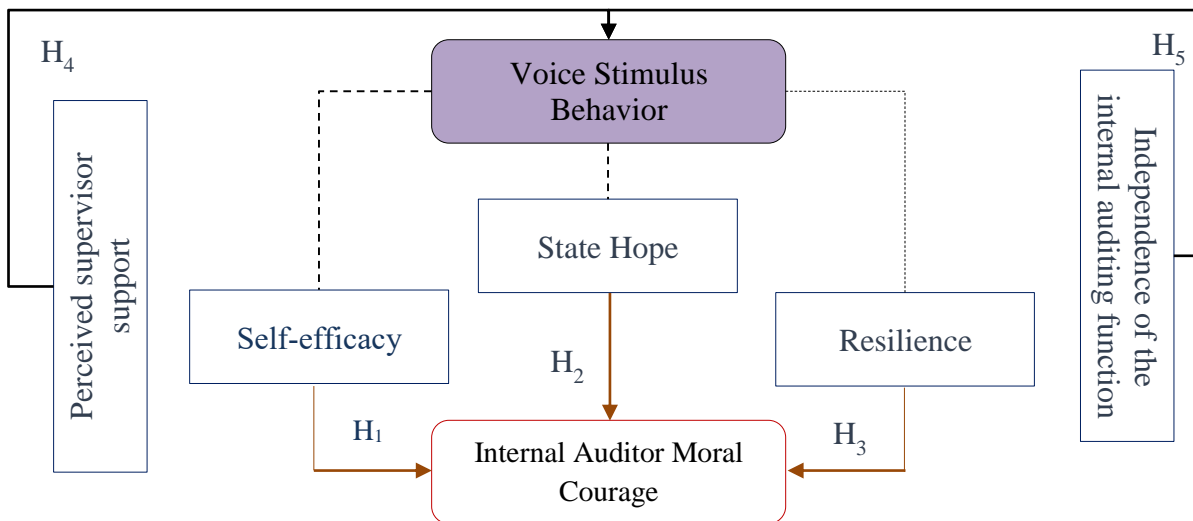 H₄
H₅
Voice Stimulus
Behavior
Perceived supervisor
support
Independence of the
internal auditing function
State Hope
Self-efficacy
Resilience
H₂
H₁
H₃
Internal Auditor Moral
Courage